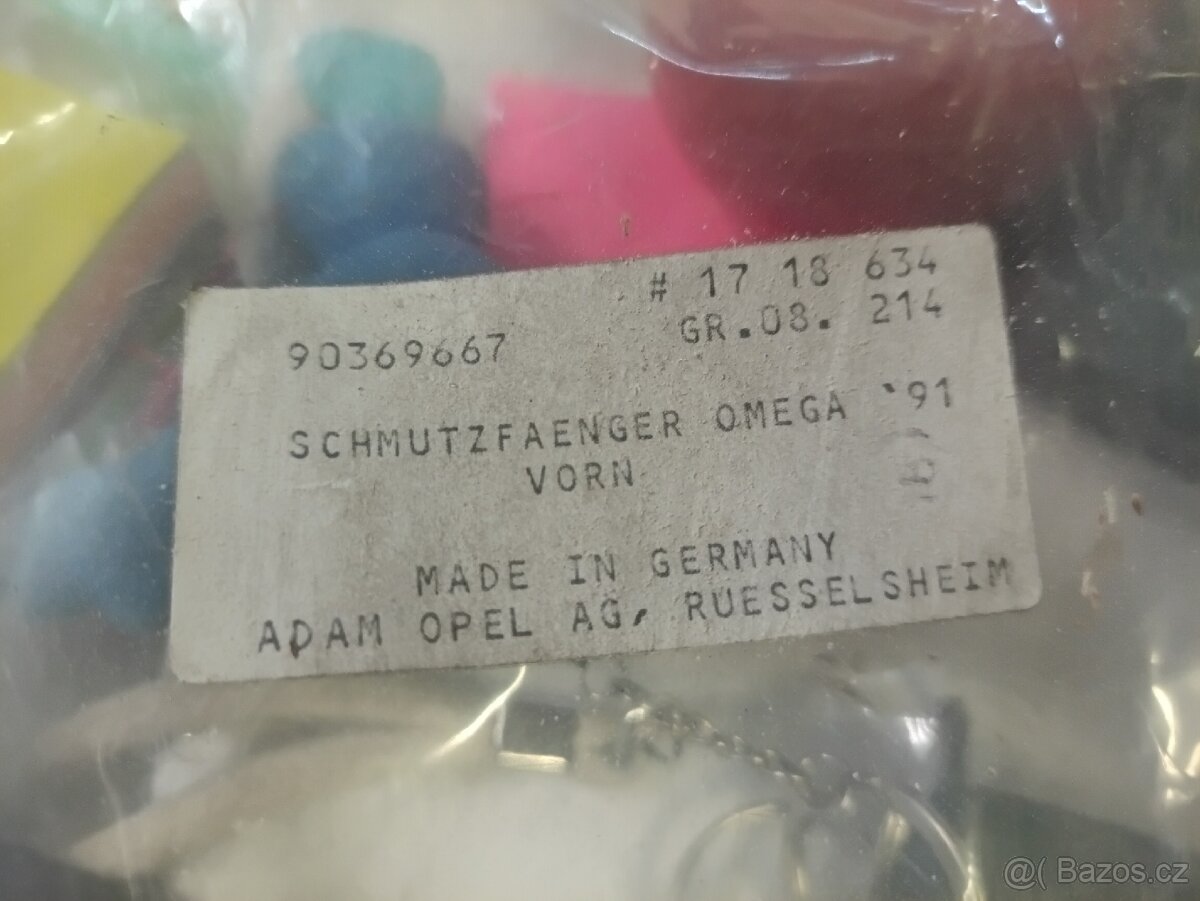 # 17 18 634
90369667 GR.08. 214
SCHMUTZFAENGER OMEGA '91
VORN
MADE IN GERMANY
ADAM OPEL AG, RUESSELSHEIM
@( Bazos.cz